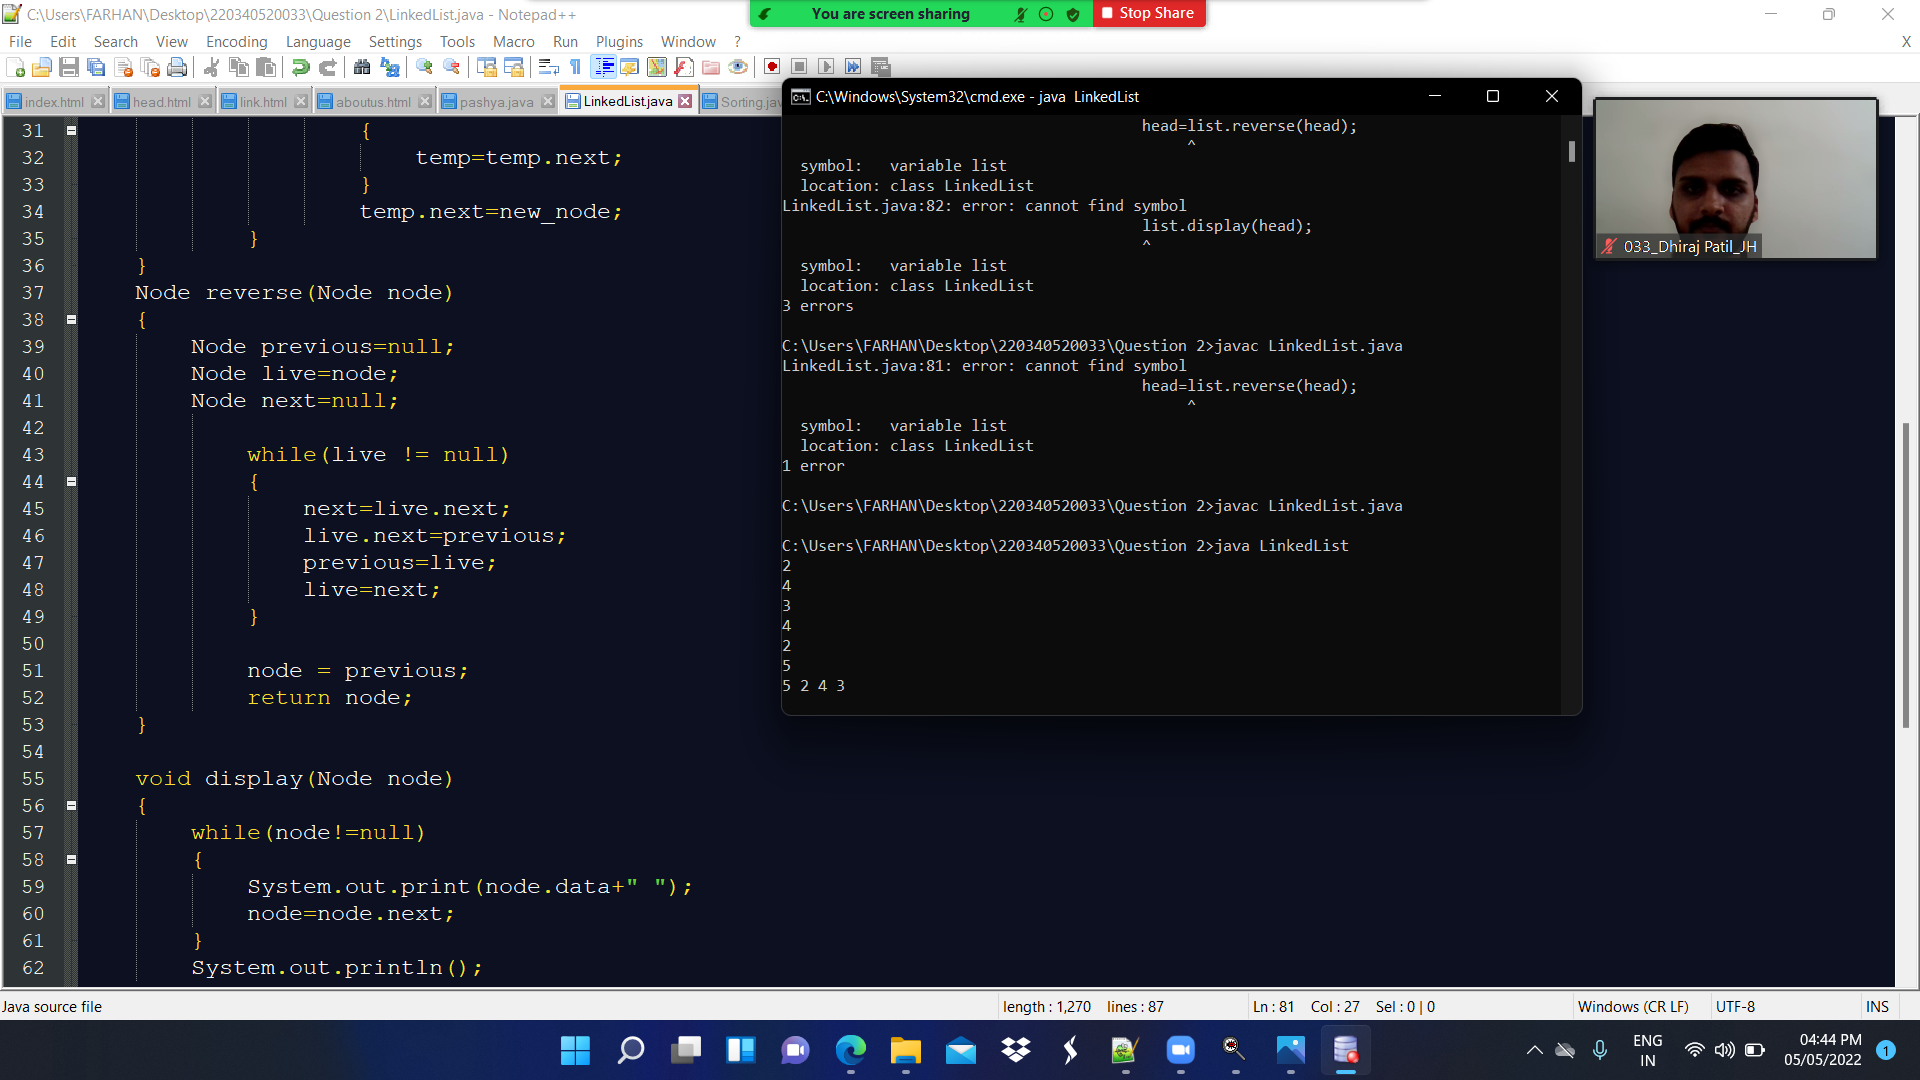 C:\Users\FARHAN\Desktop\220340520033\Question 2\LinkedList.java - Notepad++
You are screen sharing
Stop Share
File Edit Search View Encoding Language Settings Tools Macro Run Plugins Window ?
X
index.html head.html link.html aboutus.html pashya.java LinkedList.java Sorting.jav
31 {
32 temp=temp.next;
33 }
34 temp.next=new_node;
35 }
36 }
37 Node reverse(Node node)
38 {
39 Node previous=null;
40 Node live=node;
41 Node next=null;
42
43 while(live != null)
44 {
45 next=live.next;
46 live.next=previous;
47 previous=live;
48 live=next;
49 }
50
51 node = previous;
52 return node;
53 }
54
55 void display(Node node)
56 {
57 while(node!=null)
58 {
59 System.out.print(node.data+" ");
60 node=node.next;
61 }
62 System.out.println();
C:\Windows\System32\cmd.exe - java  LinkedList
head=list.reverse(head);
^
symbol:   variable list
location: class LinkedList
LinkedList.java:82: error: cannot find symbol
list.display(head);
^
symbol:   variable list
location: class LinkedList
3 errors
C:\Users\FARHAN\Desktop\220340520033\Question 2>javac LinkedList.java
LinkedList.java:81: error: cannot find symbol
head=list.reverse(head);
^
symbol:   variable list
location: class LinkedList
1 error
C:\Users\FARHAN\Desktop\220340520033\Question 2>javac LinkedList.java
C:\Users\FARHAN\Desktop\220340520033\Question 2>java LinkedList
2
4
3
4
2
5
5 2 4 3
033_Dhiraj Patil_JH
Java source file
length : 1,270 lines : 87
Ln : 81 Col : 27 Sel : 0 | 0
Windows (CR LF)
UTF-8
INS
ENG
IN
04:44 PM
05/05/2022
1